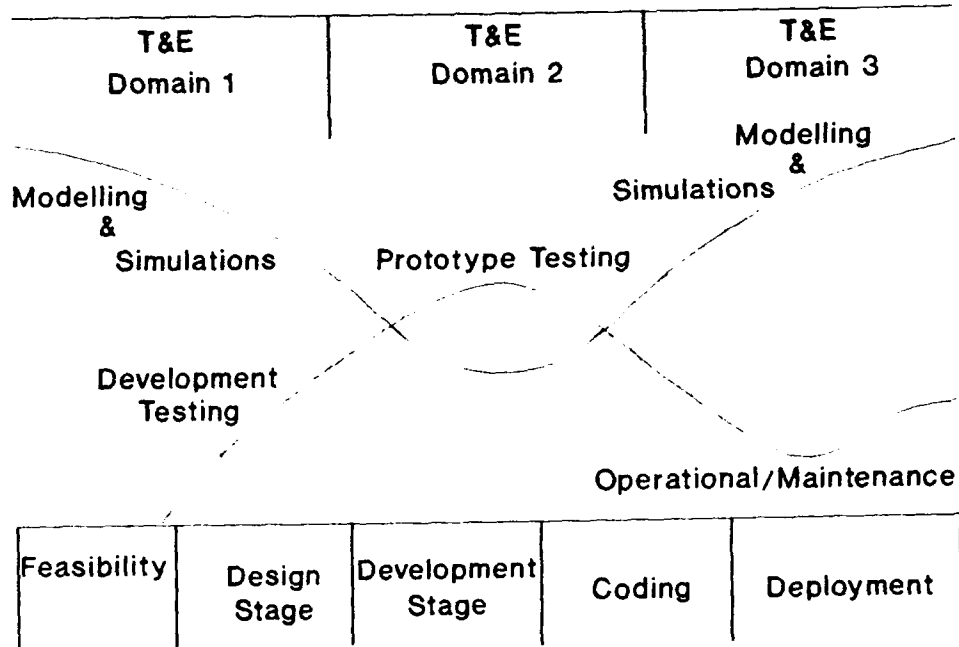 T&E
Domain 1
T&E
Domain 2
T&E
Domain 3
Modelling
&
Simulations
Modelling
&
Simulations
Prototype Testing
Development
Testing
Operational/Maintenance
Feasibility
Design
Stage
Development
Stage
Coding
Deployment